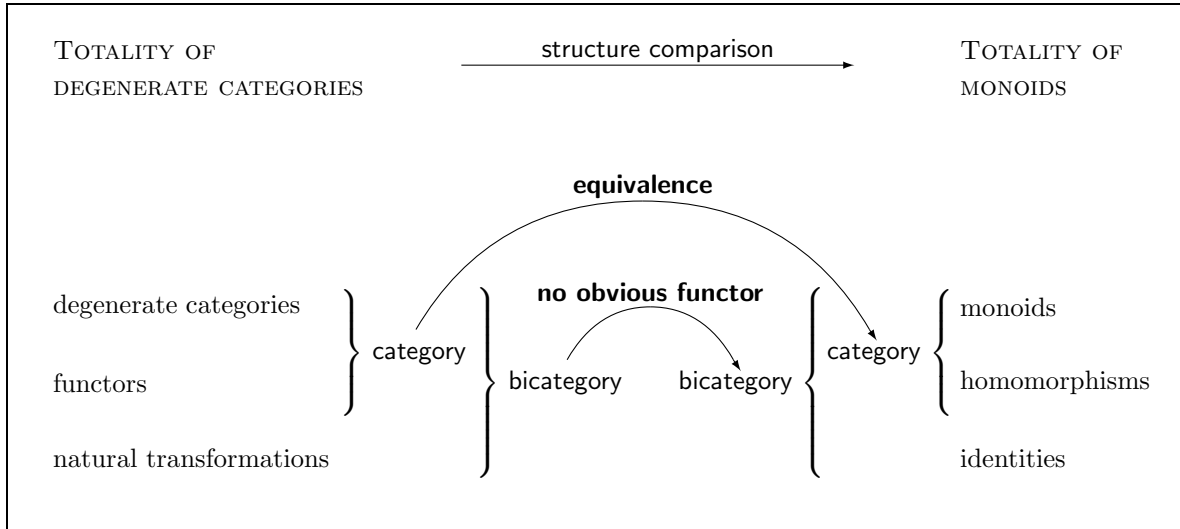 TOTALITY OF
DEGENERATE CATEGORIES
structure comparison
TOTALITY OF
MONOIDS
equivalence
no obvious functor
degenerate categories
functors
natural transformations
category
bicategory
bicategory
category
monoids
homomorphisms
identities